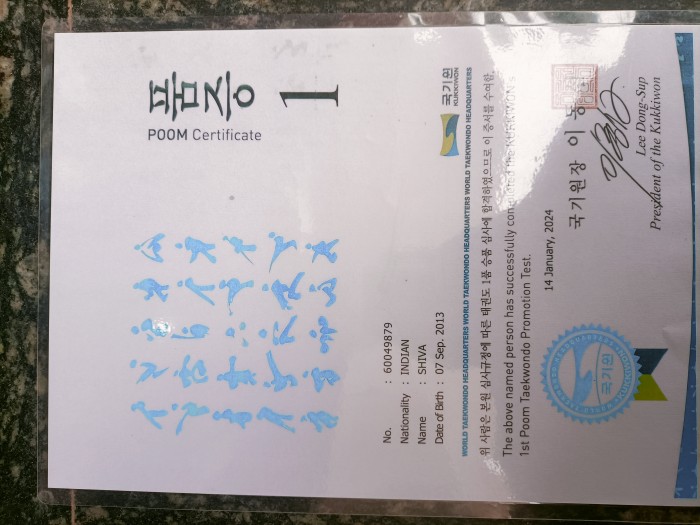 품증
POOM Certificate
1
No. : 60049879
Nationality : INDIAN
Name : SHIVA
Date of Birth : 07 Sep. 2013
국기원
KUKKIWON
WORLD TAEKWONDO HEADQUARTERS WORLD TAEKWONDO HEADQUARTERS WORLD TAEKWONDO HEADQUARTERS
위 사람은 본원 심사규정에 따른 태권도 1품 승품 심사에 합격하였으므로 이 증서를 수여함.
The above named person has successfully completed the KUKKIWON's
1st Poom Taekwondo Promotion Test.
14 January, 2024
국기원장 이 동
Lee Dong-Sup
President of the Kukkiwon
국기원